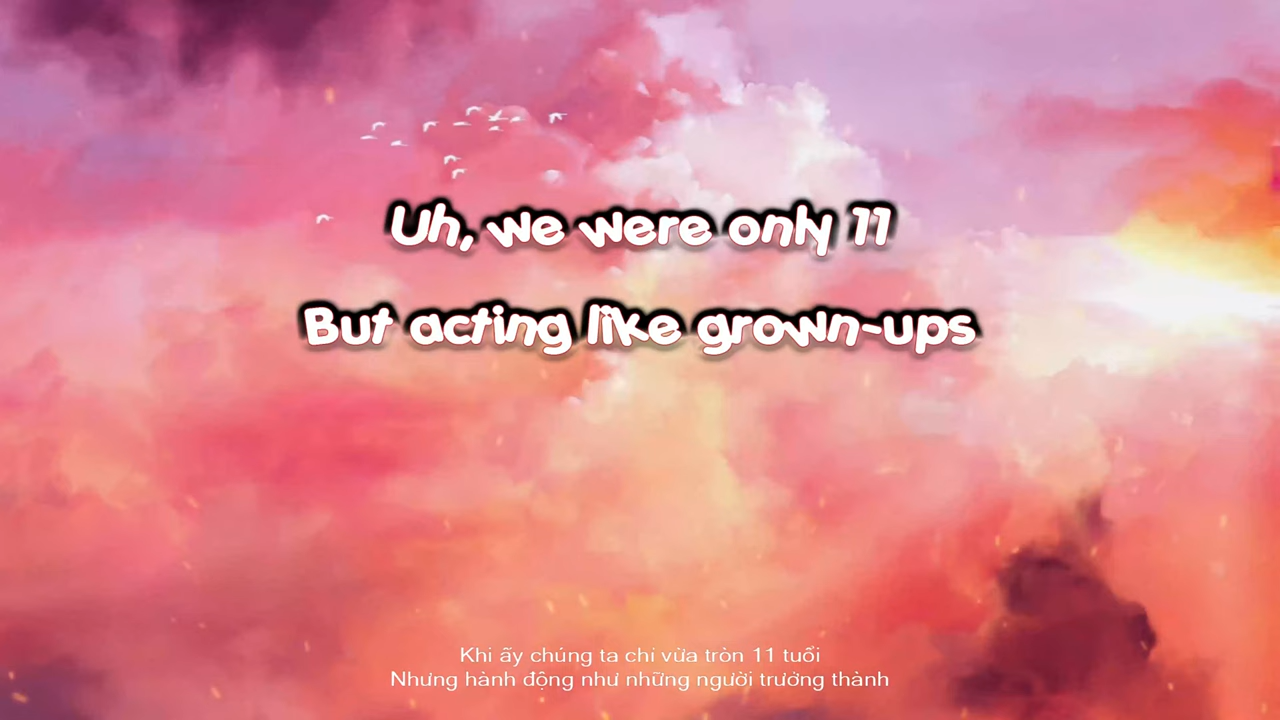 Uh, we were only 11
But acting like grown-ups
Khi ấy chúng ta chỉ vừa tròn 11 tuổi
Nhưng hành động như những người trưởng thành